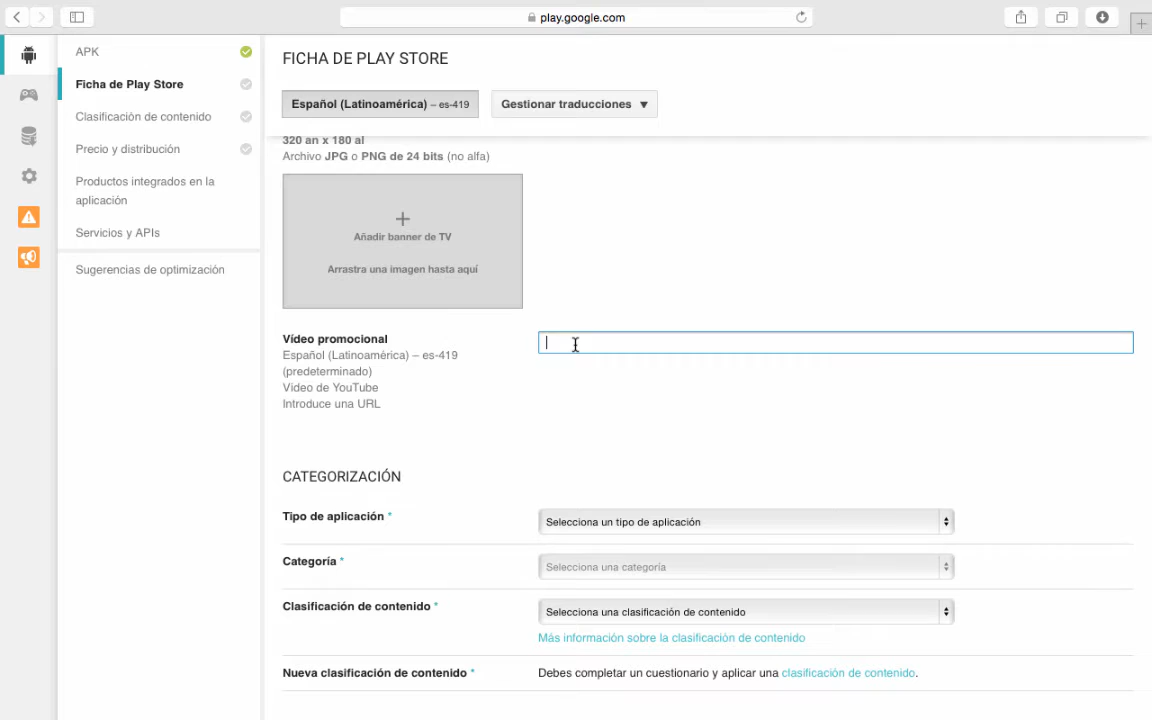 play.google.com
APK
Ficha de Play Store
Clasificación de contenido
Precio y distribución
Productos integrados en la
aplicación
Servicios y APIs
Sugerencias de optimización
FICHA DE PLAY STORE
Español (Latinoamérica) – es-419
Gestionar traducciones ▼
320 an x 180 al
Archivo JPG o PNG de 24 bits (no alfa)
Añadir banner de TV
Arrastra una imagen hasta aquí
Vídeo promocional
Español (Latinoamérica) – es-419
(predeterminado)
Vídeo de YouTube
Introduce una URL
CATEGORIZACIÓN
Tipo de aplicación *
Selecciona un tipo de aplicación
Categoría *
Selecciona una categoría
Clasificación de contenido *
Selecciona una clasificación de contenido
Más información sobre la clasificación de contenido
Nueva clasificación de contenido *
Debes completar un cuestionario y aplicar una clasificación de contenido.